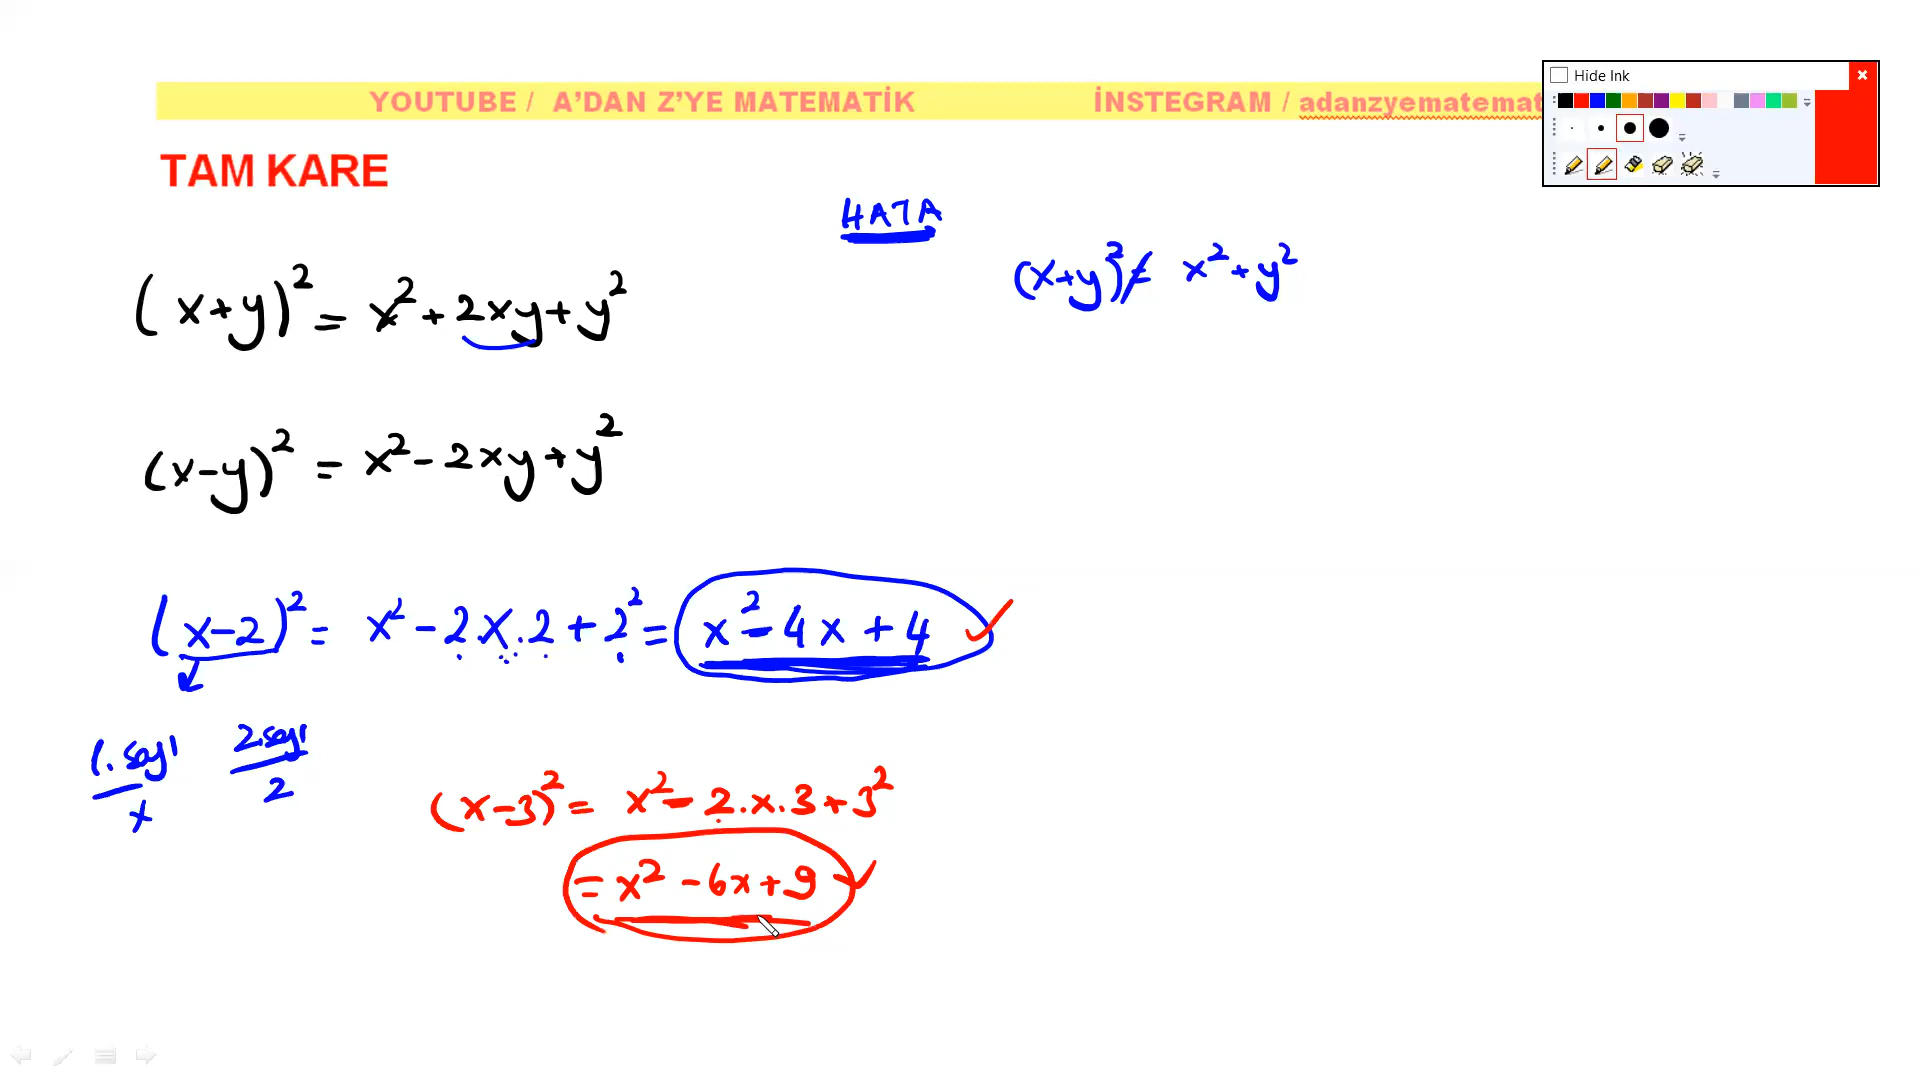 Hide Ink
YOUTUBE / A’DAN Z’YE MATEMATİK İNSTEGRAM / adanzyematemat
TAM KARE
HATA
(x+y)² ≠ x² + y²
(x+y)² = x² + 2xy + y²
(x-y)² = x² - 2xy + y²
(x-2)² = x² - 2.x.2 + 2² = x² - 4x + 4
1. sayı 2. sayı
x 2
(x-3)² = x² - 2.x.3 + 3²
= x² - 6x + 9